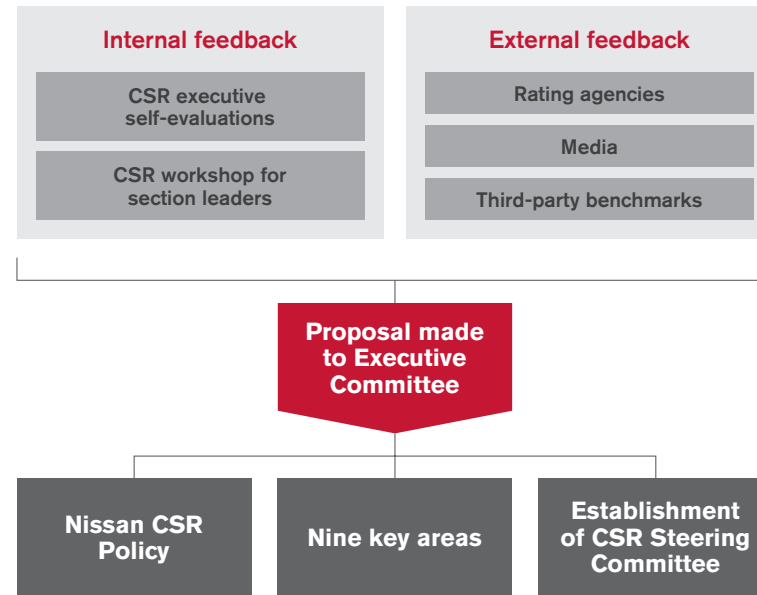 Internal feedback
CSR executive
self-evaluations
CSR workshop for
section leaders
External feedback
Rating agencies
Media
Third-party benchmarks
Proposal made
to Executive
Committee
Nissan CSR
Policy
Nine key areas
Establishment
of CSR Steering
Committee